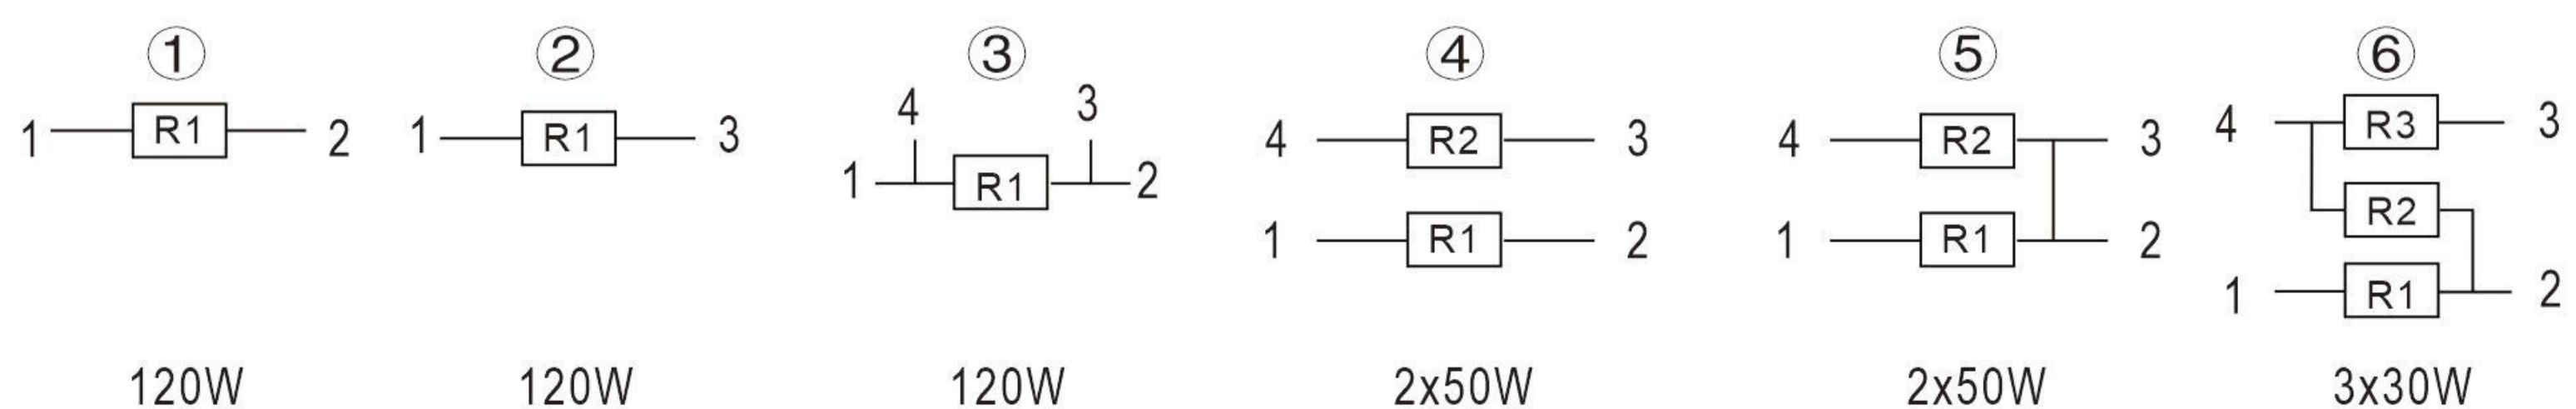 ① ② ③ ④ ⑤ ⑥
1 R1 2
120W
1 R1 3
120W
4 3
1 R1 2
120W
4 R2 3
1 R1 2
2x50W
4 R2 3
1 R1 2
2x50W
4 R3 3
R2
1 R1 2
3x30W